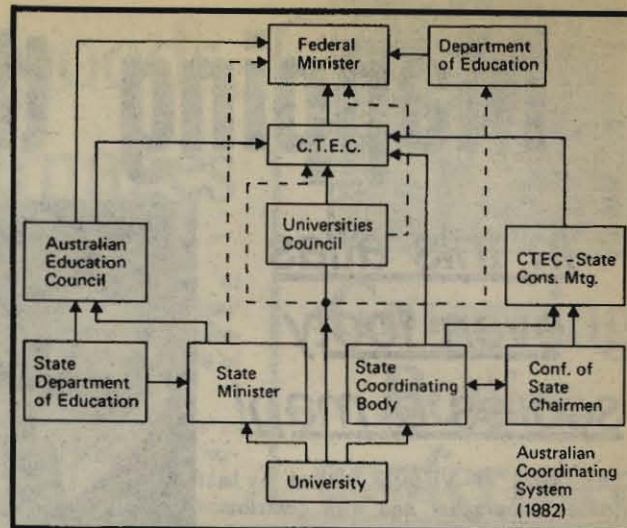 Federal
Minister
Department
of Education
C.T.E.C.
Universities
Council
Australian
Education
Council
CTEC - State
Cons. Mtg.
State
Department
of Education
State
Minister
State
Coordinating
Body
Conf. of
State
Chairmen
University
Australian
Coordinating
System
(1982)